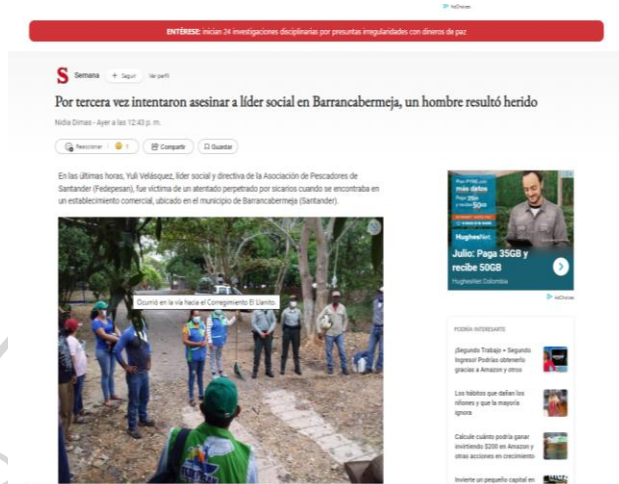 AdChoices
ENTÉRESE: inician 24 investigaciones disciplinarias por presuntas irregularidades con dineros de paz
S Semana + Seguir Ver perfil
Por tercera vez intentaron asesinar a líder social en Barrancabermeja, un hombre resultó herido
Nidia Dimas - Ayer a las 12:43 p. m.
Reaccionar 1 Compartir Guardar
En las últimas horas, Yuli Velásquez, líder social y directiva de la Asociación de Pescadores de
Santander (Fedepesan), fue víctima de un atentado perpetrado por sicarios cuando se encontraba en
un establecimiento comercial, ubicado en el municipio de Barrancabermeja (Santander).
Ocurrió en la vía hacia el Corregimiento El Llanito.
más datos
HughesNet
Julio: Paga 35GB y
recibe 50GB
HughesNet Colombia
AdChoices
PODRÍA INTERESARTE
¡Segundo Trabajo = Segundo
Ingreso! Podrías obtenerlo
gracias a Amazon y otros
Los hábitos que dañan los
riñones y que la mayoría
ignora
Calcule cuánto podría ganar
invirtiendo $200 en Amazon y
otras acciones en crecimiento
Invierte un pequeño capital en